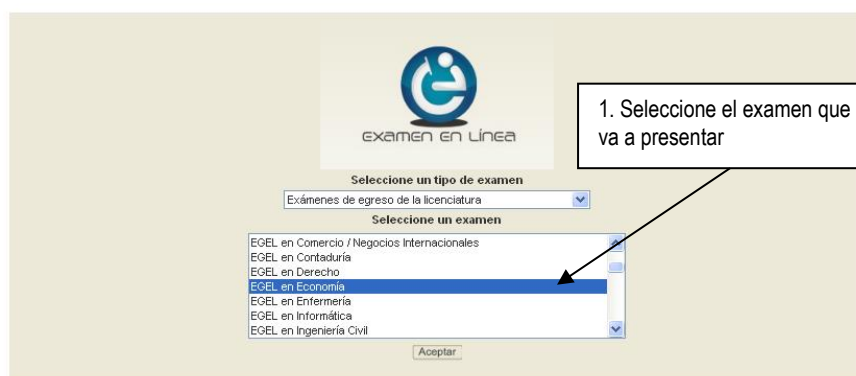 examen en Línea
1. Seleccione el examen que
va a presentar
Seleccione un tipo de examen
Exámenes de egreso de la licenciatura
Seleccione un examen
EGEL en Comercio / Negocios Internacionales
EGEL en Contaduría
EGEL en Derecho
EGEL en Economía
EGEL en Enfermería
EGEL en Informática
EGEL en Ingeniería Civil
Aceptar